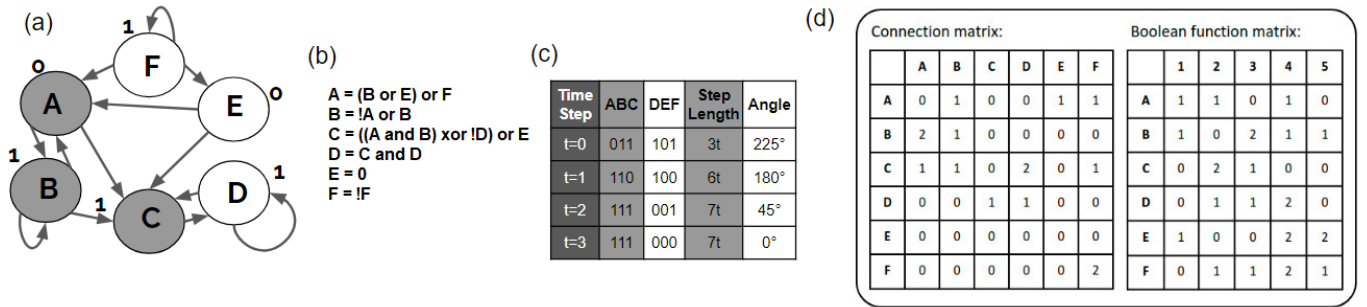 (a)
1
F
0
A
E
0
1
B
1
C
D
1
(b)
A = (B or E) or F
B = !A or B
C = ((A and B) xor !D) or E
D = C and D
E = 0
F = !F
(c)
Time Step ABC DEF Step Length Angle
t=0 011 101 3t 225°
t=1 110 100 6t 180°
t=2 111 001 7t 45°
t=3 111 000 7t 0°
(d)
Connection matrix:
A B C D E F
A 0 1 0 0 1 1
B 2 1 0 0 0 0
C 1 1 0 2 0 1
D 0 0 1 1 0 0
E 0 0 0 0 0 0
F 0 0 0 0 0 2
Boolean function matrix:
1 2 3 4 5
A 1 1 0 1 0
B 1 0 2 1 1
C 0 2 1 0 0
D 0 1 1 2 0
E 1 0 0 2 2
F 0 1 1 2 1